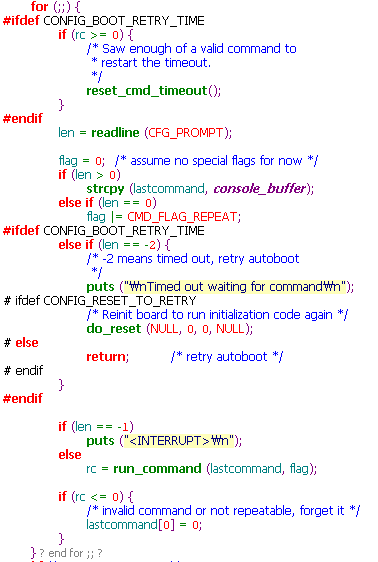 for (;;) {
#ifdef CONFIG_BOOT_RETRY_TIME
if (rc >= 0) {
/* Saw enough of a valid command to
* restart the timeout.
*/
reset_cmd_timeout();
}
#endif
len = readline (CFG_PROMPT);
flag = 0; /* assume no special flags for now */
if (len > 0)
strcpy (lastcommand, console_buffer);
else if (len == 0)
flag |= CMD_FLAG_REPEAT;
#ifdef CONFIG_BOOT_RETRY_TIME
else if (len == -2) {
/* -2 means timed out, retry autoboot
*/
puts ("₩nTimed out waiting for command₩n");
# ifdef CONFIG_RESET_TO_RETRY
/* Reinit board to run initialization code again */
do_reset (NULL, 0, 0, NULL);
# else
return; /* retry autoboot */
# endif
}
#endif
if (len == -1)
puts ("<INTERRUPT>₩n");
else
rc = run_command (lastcommand, flag);
if (rc <= 0) {
/* invalid command or not repeatable, forget it */
lastcommand[0] = 0;
}
} ? end for ;; ?